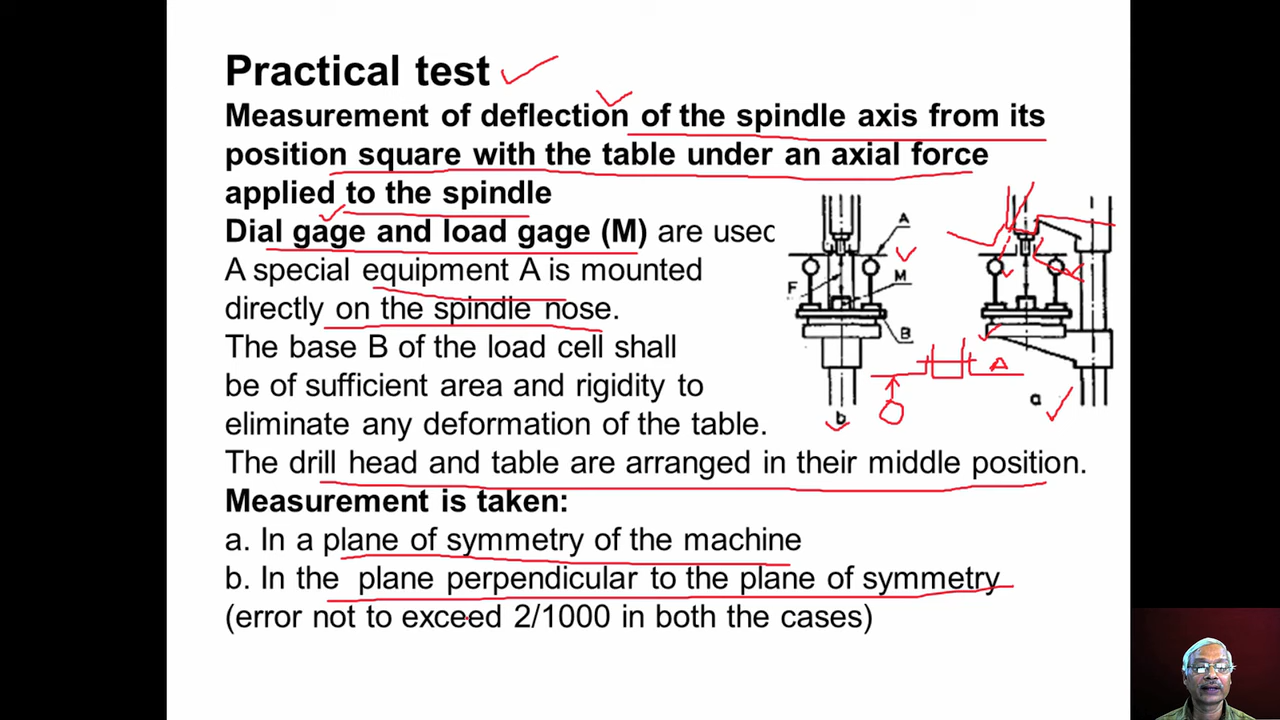 Practical test
Measurement of deflection of the spindle axis from its
position square with the table under an axial force
applied to the spindle
Dial gage and load gage (M) are used
A special equipment A is mounted
directly on the spindle nose.
The base B of the load cell shall
be of sufficient area and rigidity to
eliminate any deformation of the table.
The drill head and table are arranged in their middle position.
Measurement is taken:
a. In a plane of symmetry of the machine
b. In the plane perpendicular to the plane of symmetry
(error not to exceed 2/1000 in both the cases)
A
M
F
B
A
a
b